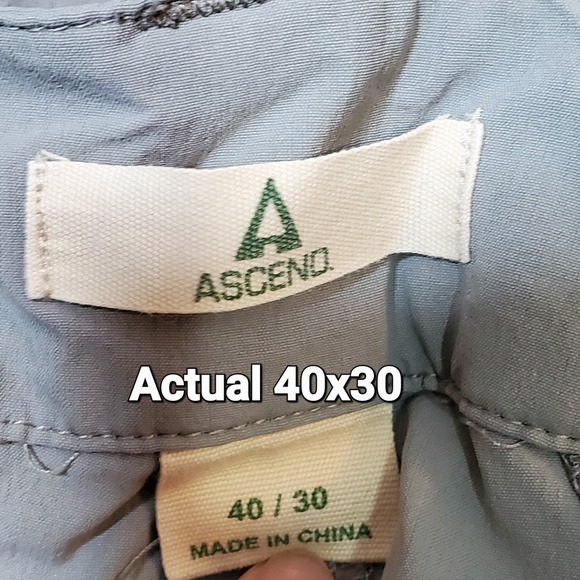 A
ASCEND
Actual 40x30
40 / 30
MADE IN CHINA